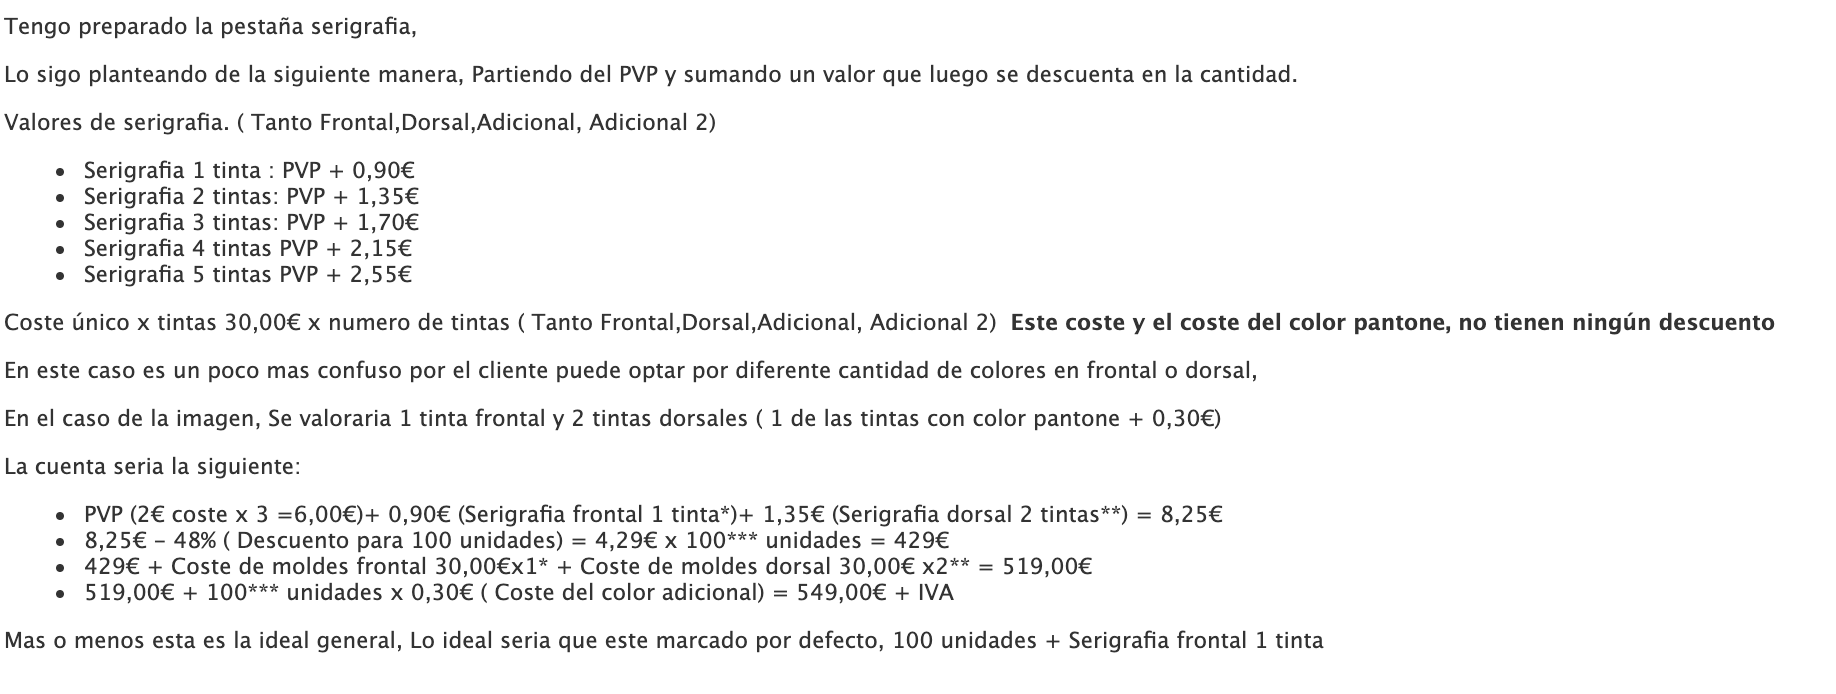 Tengo preparado la pestaña serigrafia,
Lo sigo planteando de la siguiente manera, Partiendo del PVP y sumando un valor que luego se descuenta en la cantidad.
Valores de serigrafia. ( Tanto Frontal,Dorsal,Adicional, Adicional 2)
• Serigrafia 1 tinta : PVP + 0,90€
• Serigrafia 2 tintas: PVP + 1,35€
• Serigrafia 3 tintas: PVP + 1,70€
• Serigrafia 4 tintas PVP + 2,15€
• Serigrafia 5 tintas PVP + 2,55€
Coste único x tintas 30,00€ x numero de tintas ( Tanto Frontal,Dorsal,Adicional, Adicional 2) Este coste y el coste del color pantone, no tienen ningún descuento
En este caso es un poco mas confuso por el cliente puede optar por diferente cantidad de colores en frontal o dorsal,
En el caso de la imagen, Se valoraria 1 tinta frontal y 2 tintas dorsales ( 1 de las tintas con color pantone + 0,30€)
La cuenta seria la siguiente:
• PVP (2€ coste x 3 =6,00€)+ 0,90€ (Serigrafia frontal 1 tinta*)+ 1,35€ (Serigrafia dorsal 2 tintas**) = 8,25€
• 8,25€ - 48% ( Descuento para 100 unidades) = 4,29€ x 100*** unidades = 429€
• 429€ + Coste de moldes frontal 30,00€x1* + Coste de moldes dorsal 30,00€ x2** = 519,00€
• 519,00€ + 100*** unidades x 0,30€ ( Coste del color adicional) = 549,00€ + IVA
Mas o menos esta es la ideal general, Lo ideal seria que este marcado por defecto, 100 unidades + Serigrafia frontal 1 tinta